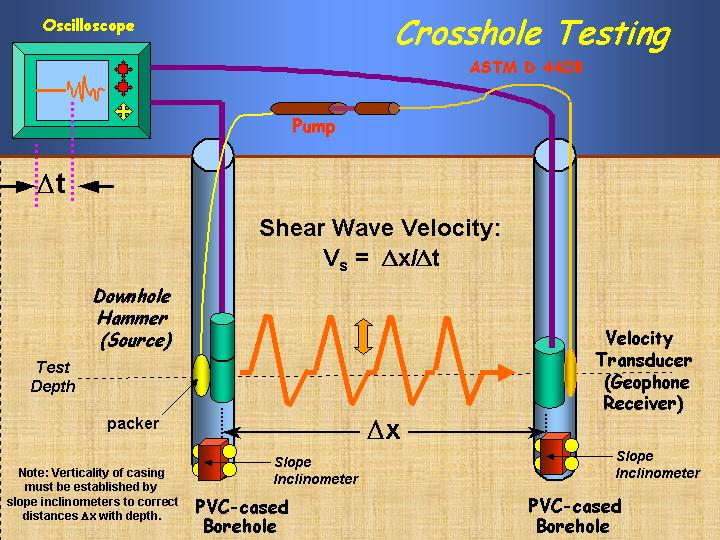 Oscilloscope
Crosshole Testing
ASTM D 4428
Pump
Δt
Shear Wave Velocity:
Vs = Δx/Δt
Downhole
Hammer
(Source)
Velocity
Transducer
(Geophone
Receiver)
Test
Depth
packer
Δx
Slope
Inclinometer
Slope
Inclinometer
Note: Verticality of casing
must be established by
slope inclinometers to correct
distances Δx with depth.
PVC-cased
Borehole
PVC-cased
Borehole